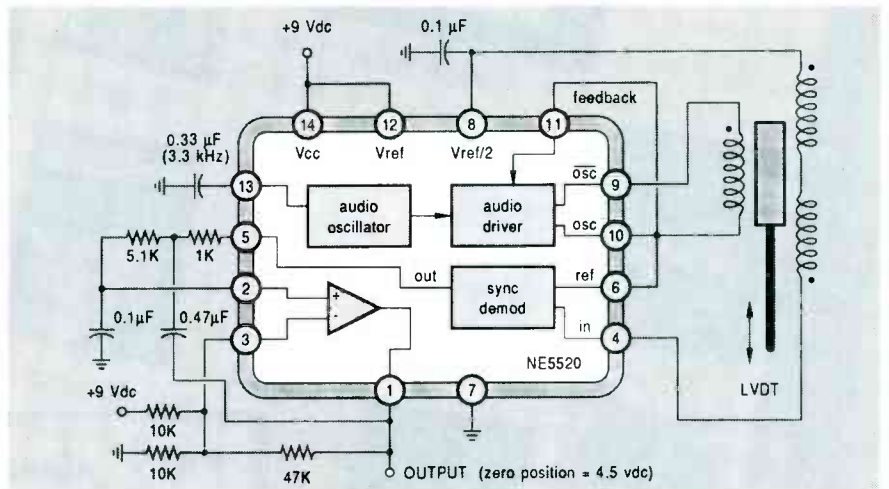 +9 Vdc
0.1 µF
feedback
14
12
8
11
Vcc
Vref
Vref/2
0.33 µF
(3.3 kHz)
13
audio
oscillator
audio
driver
osc
9
osc
10
5.1K
1K
5
out
sync
demod
ref
6
2
+
-
in
4
0.1µF
0.47µF
3
NE5520
LVDT
+9 Vdc
10K
1
7
10K
47K
OUTPUT (zero position = 4.5 vdc)